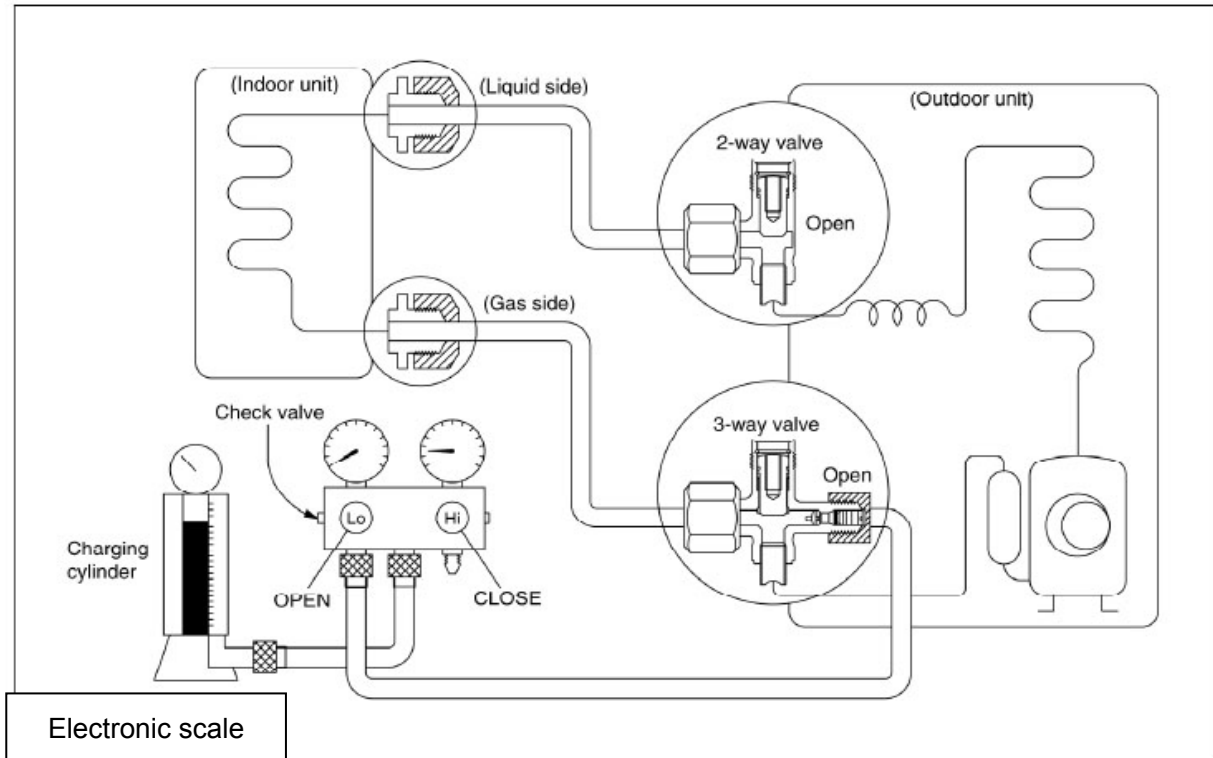 (Indoor unit)
(Liquid side)
(Outdoor unit)
2-way valve
Open
(Gas side)
Check valve
3-way valve
Open
Lo
Hi
Charging
cylinder
OPEN
CLOSE
Electronic scale